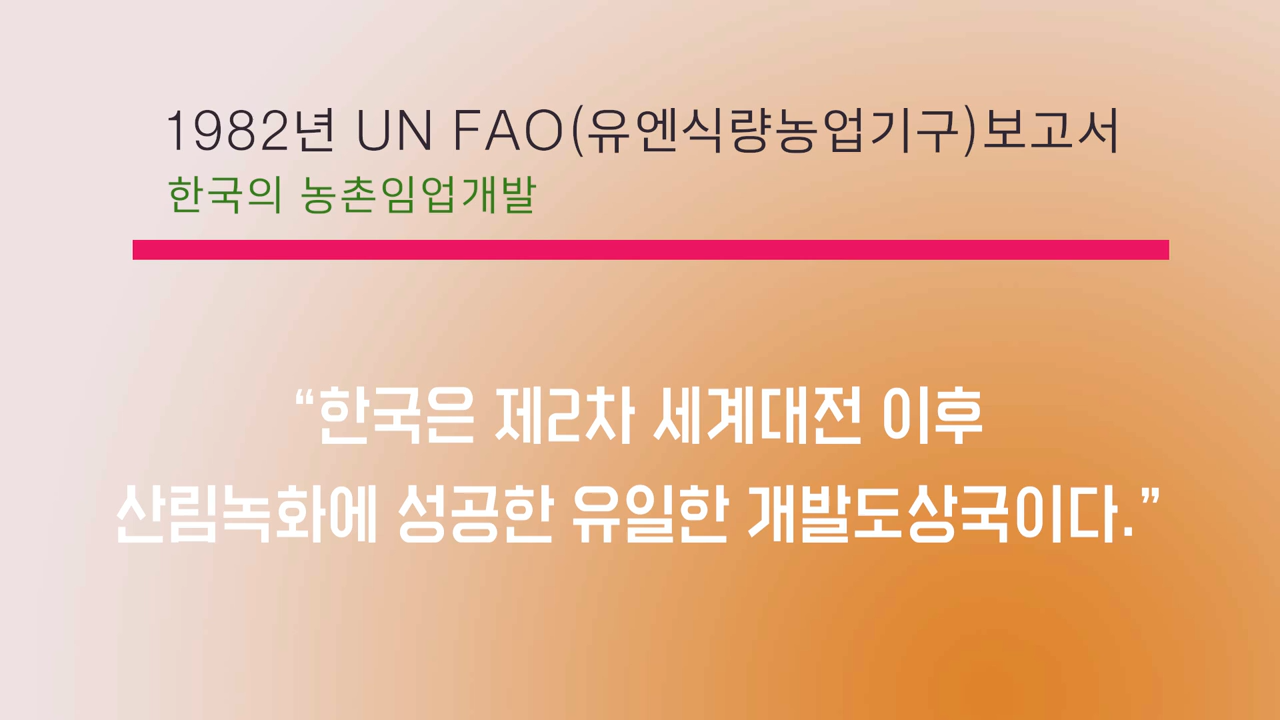 1982년 UN FAO(유엔식량농업기구)보고서
한국의 농촌임업개발
“한국은 제2차 세계대전 이후
산림녹화에 성공한 유일한 개발도상국이다.”